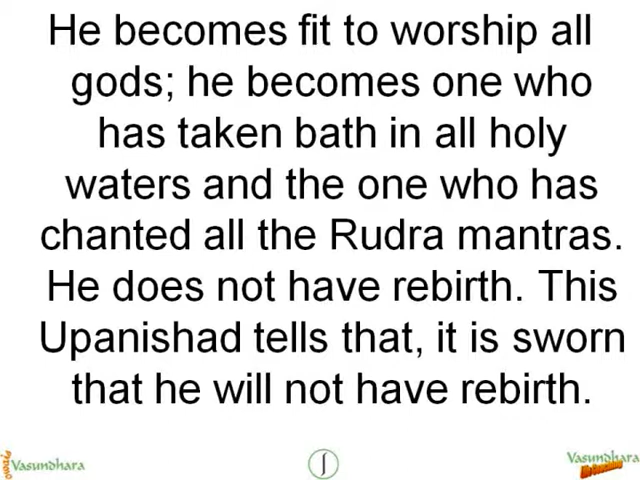 He becomes fit to worship all
gods; he becomes one who
has taken bath in all holy
waters and the one who has
chanted all the Rudra mantras.
He does not have rebirth. This
Upanishad tells that, it is sworn
that he will not have rebirth.
Vasundhara
Vasundhara